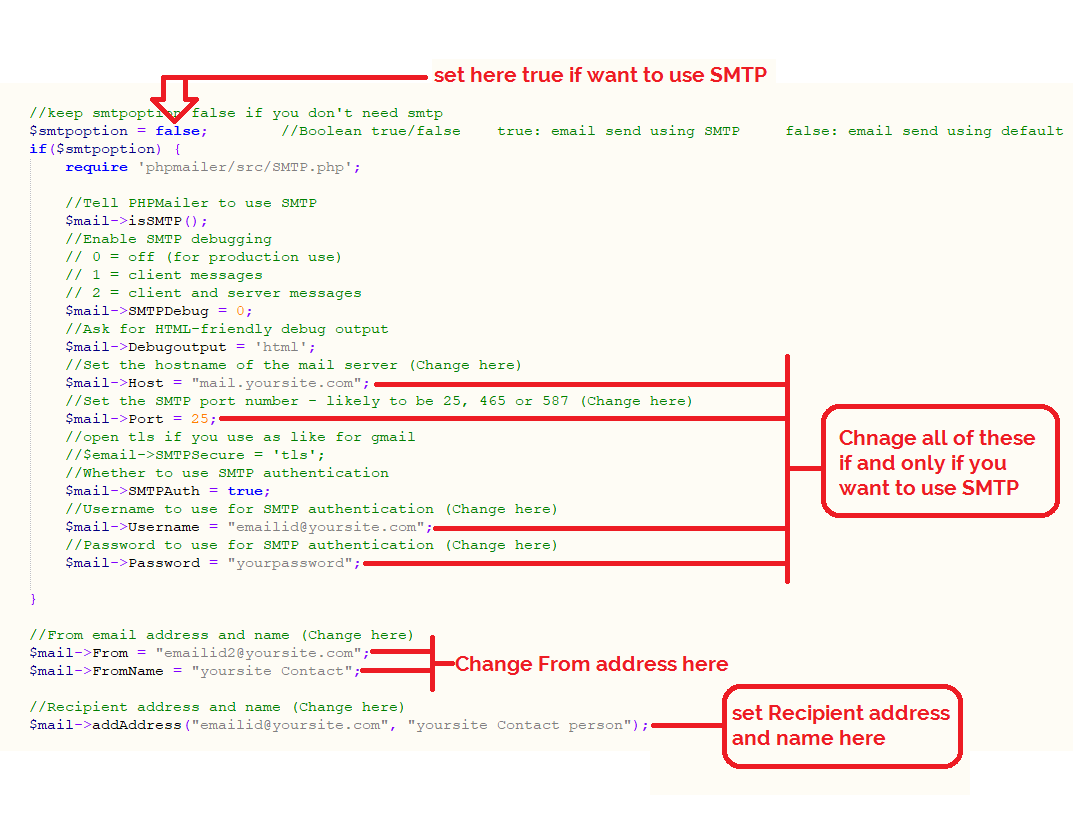 set here true if want to use SMTP
//keep smtpoption false if you don't need smtp
$smtpoption = false;        //Boolean true/false    true: email send using SMTP     false: email send using default
if($smtpoption) {
    require 'phpmailer/src/SMTP.php';
    //Tell PHPMailer to use SMTP
    $mail->isSMTP();
    //Enable SMTP debugging
    // 0 = off (for production use)
    // 1 = client messages
    // 2 = client and server messages
    $mail->SMTPDebug = 0;
    //Ask for HTML-friendly debug output
    $mail->Debugoutput = 'html';
    //Set the hostname of the mail server (Change here)
    $mail->Host = "mail.yoursite.com";
    //Set the SMTP port number - likely to be 25, 465 or 587 (Change here)
    $mail->Port = 25;
    //open tls if you use as like for gmail
    //$email->SMTPSecure = 'tls';
    //Whether to use SMTP authentication
    $mail->SMTPAuth = true;
    //Username to use for SMTP authentication (Change here)
    $mail->Username = "emailid@yoursite.com";
    //Password to use for SMTP authentication (Change here)
    $mail->Password = "yourpassword";
Chnage all of these
if and only if you
want to use SMTP
}
//From email address and name (Change here)
$mail->From = "emailid2@yoursite.com";
$mail->FromName = "yoursite Contact";
Change From address here
//Recipient address and name (Change here)
$mail->addAddress("emailid@yoursite.com", "yoursite Contact person");
set Recipient address
and name here